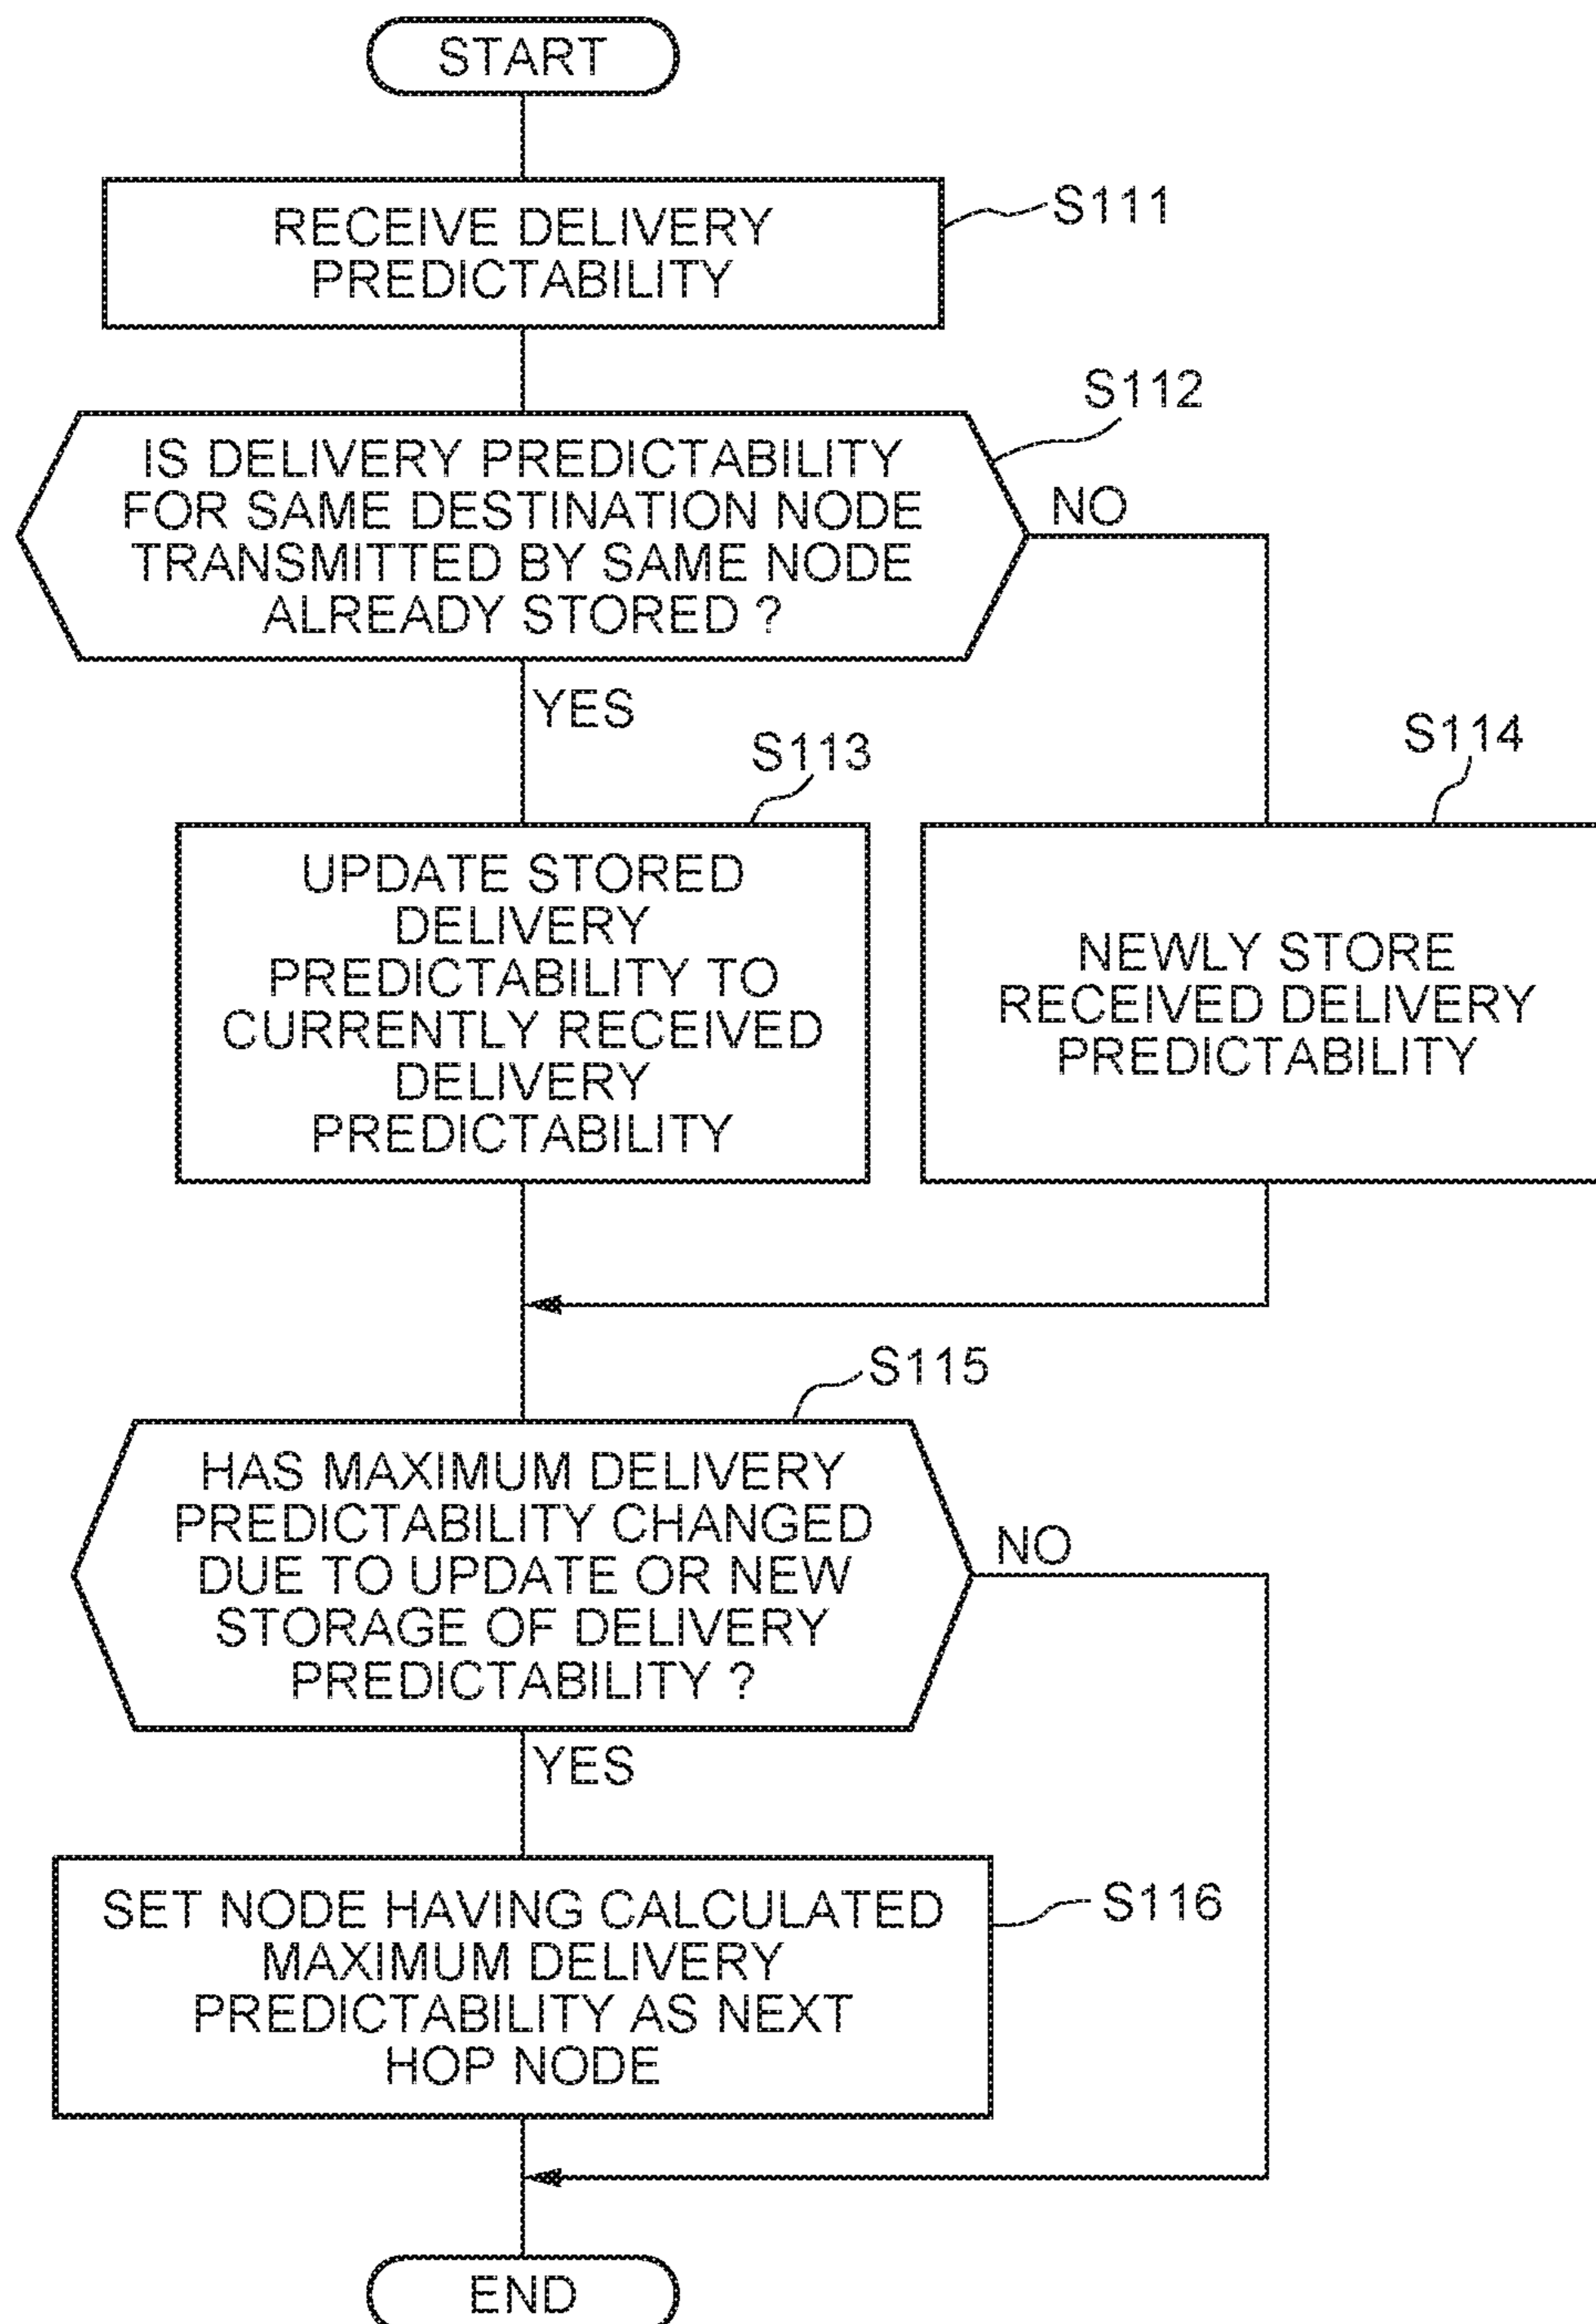 START
RECEIVE DELIVERY
PREDICTABILITY
S111
S112
IS DELIVERY PREDICTABILITY
FOR SAME DESTINATION NODE
TRANSMITTED BY SAME NODE
ALREADY STORED ?
NO
YES
S113
S114
UPDATE STORED
DELIVERY
PREDICTABILITY TO
CURRENTLY RECEIVED
DELIVERY
PREDICTABILITY
NEWLY STORE
RECEIVED DELIVERY
PREDICTABILITY
S115
HAS MAXIMUM DELIVERY
PREDICTABILITY CHANGED
DUE TO UPDATE OR NEW
STORAGE OF DELIVERY
PREDICTABILITY ?
NO
YES
SET NODE HAVING CALCULATED
MAXIMUM DELIVERY
PREDICTABILITY AS NEXT
HOP NODE
S116
END